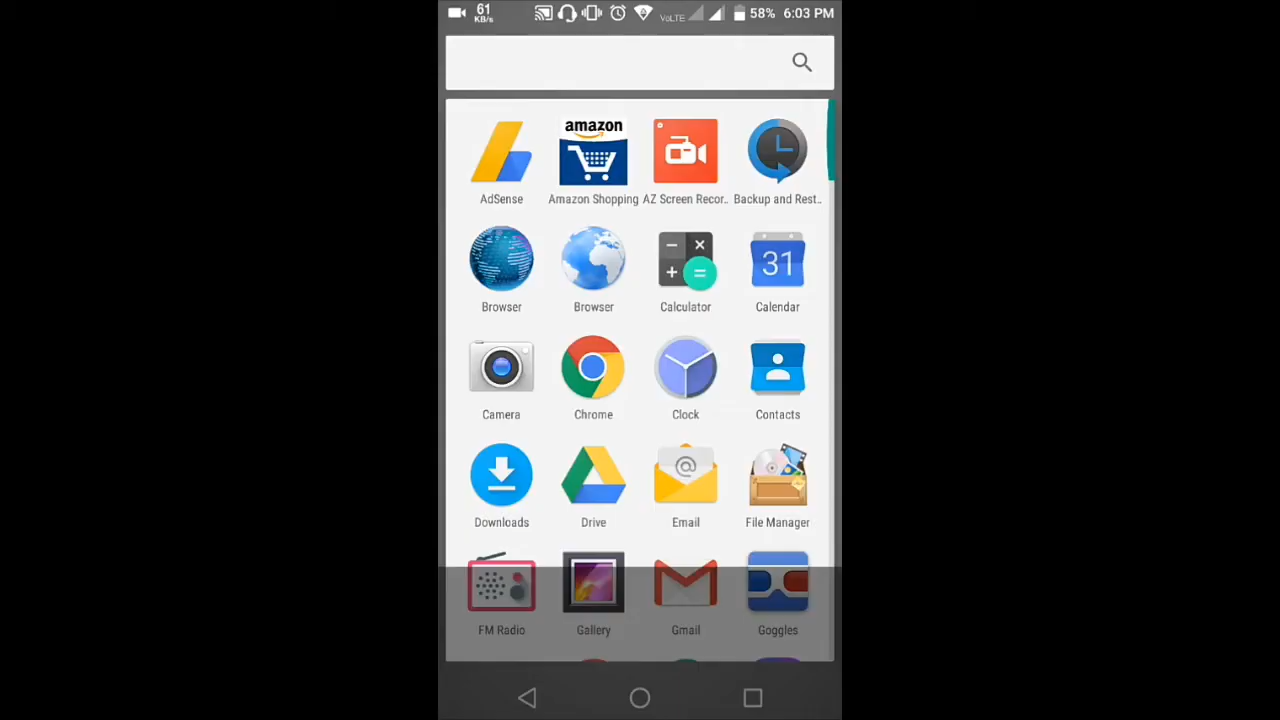 61
KB/s
VoLTE
58%
6:03 PM
amazon
AdSense
Amazon Shopping
AZ Screen Recor..
Backup and Rest..
31
Browser
Browser
Calculator
Calendar
Camera
Chrome
Clock
Contacts
@
Downloads
Drive
Email
File Manager
FM Radio
Gallery
Gmail
Goggles